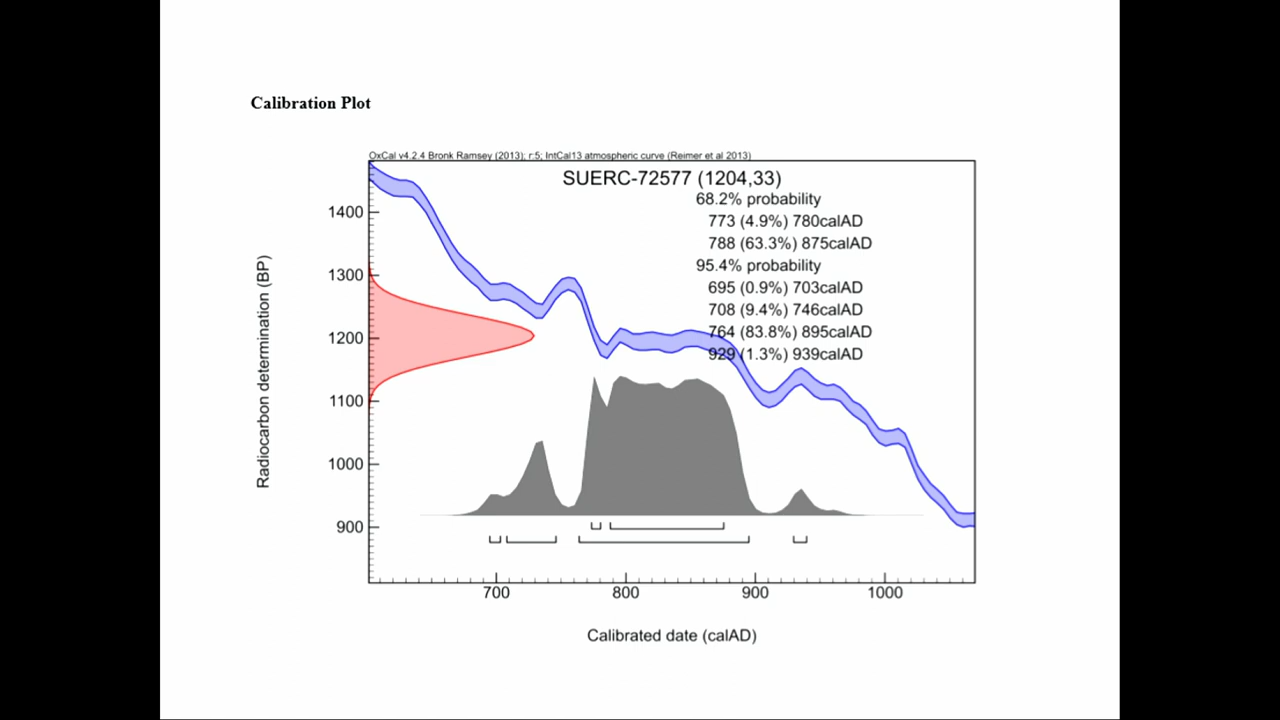 Calibration Plot
OxCal v4.2.4 Bronk Ramsey (2013); r:5; IntCal13 atmospheric curve (Reimer et al 2013)
SUERC-72577 (1204,33)
68.2% probability
773 (4.9%) 780calAD
788 (63.3%) 875calAD
95.4% probability
695 (0.9%) 703calAD
708 (9.4%) 746calAD
764 (83.8%) 895calAD
929 (1.3%) 939calAD
Radiocarbon determination (BP)
1400
1300
1200
1100
1000
900
700 800 900 1000
Calibrated date (calAD)